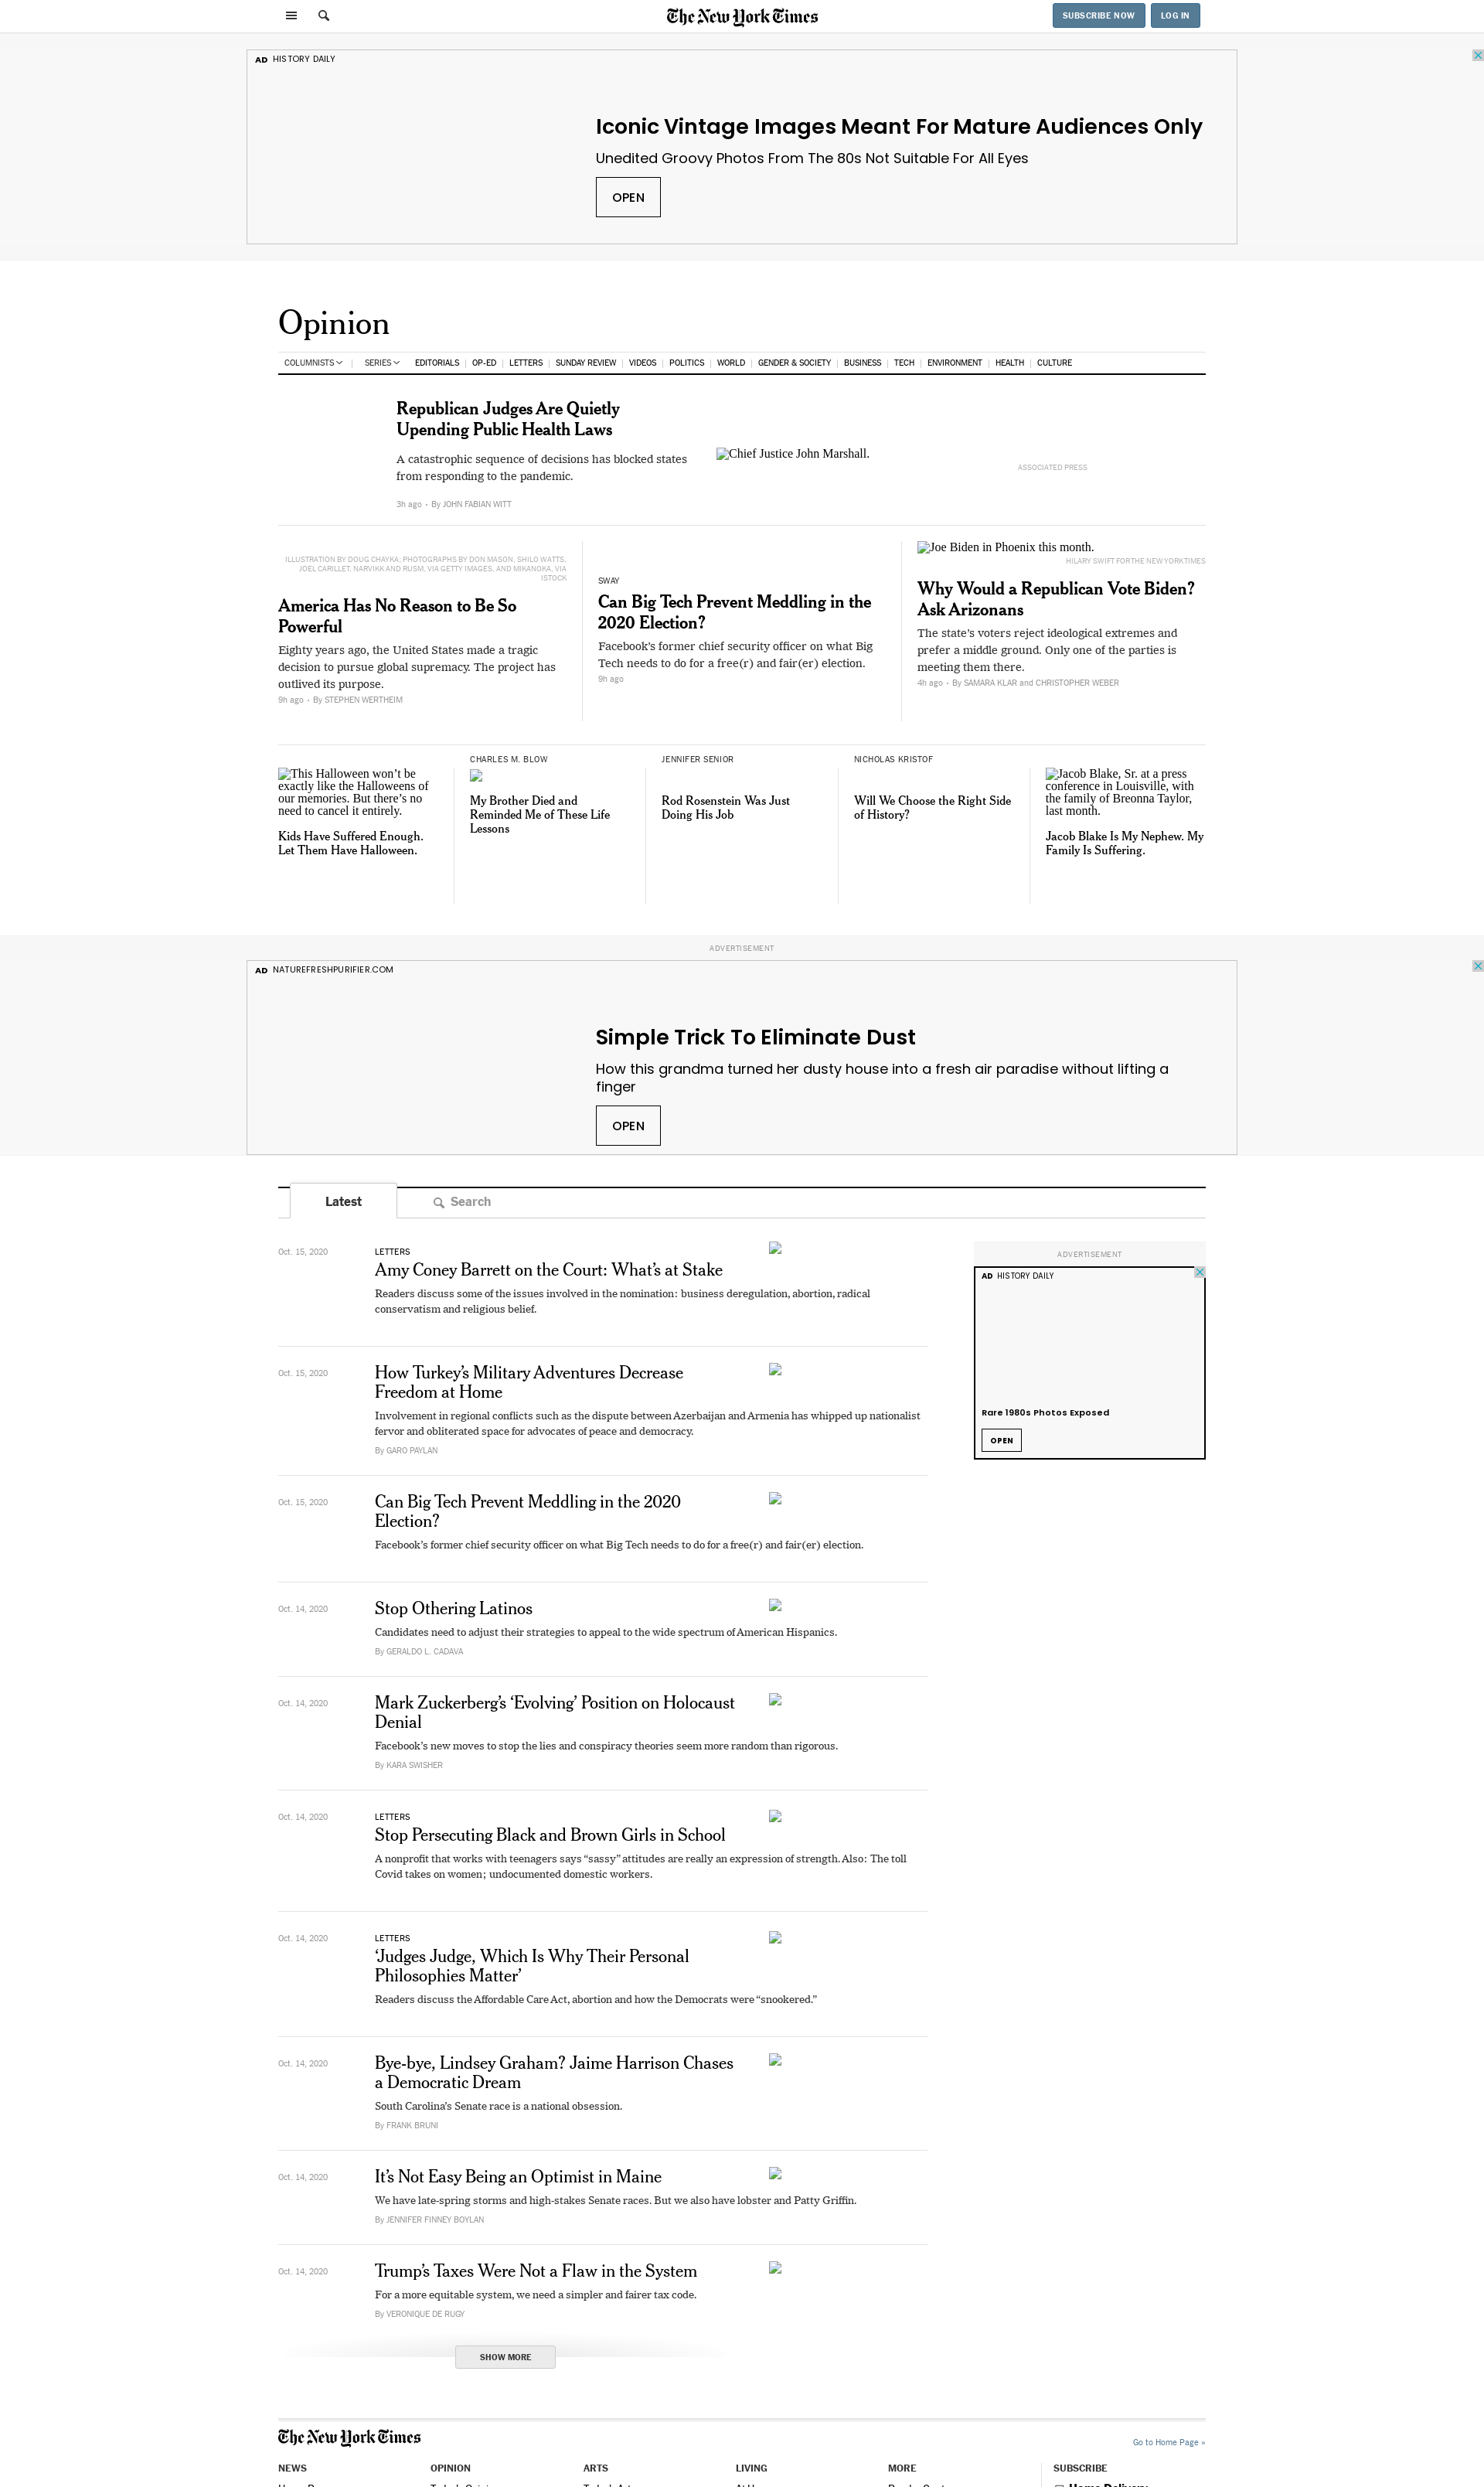 The New York Times
SUBSCRIBE NOW
LOG IN
AD HISTORY DAILY
Iconic Vintage Images Meant For Mature Audiences Only
Unedited Groovy Photos From The 80s Not Suitable For All Eyes
OPEN
Opinion
COLUMNISTS
SERIES
EDITORIALS
OP-ED
LETTERS
SUNDAY REVIEW
VIDEOS
POLITICS
WORLD
GENDER & SOCIETY
BUSINESS
TECH
ENVIRONMENT
HEALTH
CULTURE
Republican Judges Are Quietly
Upending Public Health Laws
A catastrophic sequence of decisions has blocked states
from responding to the pandemic.
3h ago • By JOHN FABIAN WITT
Chief Justice John Marshall.
ASSOCIATED PRESS
ILLUSTRATION BY DOUG CHAYKA; PHOTOGRAPHS BY DON MASON, SHILO WATTS,
JOEL CARILLET, NARVIKK AND RUSM, VIA GETTY IMAGES, AND MIKANOKA, VIA
ISTOCK
America Has No Reason to Be So
Powerful
Eighty years ago, the United States made a tragic
decision to pursue global supremacy. The project has
outlived its purpose.
9h ago • By STEPHEN WERTHEIM
SWAY
Can Big Tech Prevent Meddling in the
2020 Election?
Facebook’s former chief security officer on what Big
Tech needs to do for a free(r) and fair(er) election.
9h ago
Joe Biden in Phoenix this month.
HILARY SWIFT FOR THE NEW YORK TIMES
Why Would a Republican Vote Biden?
Ask Arizonans
The state’s voters reject ideological extremes and
prefer a middle ground. Only one of the parties is
meeting them there.
4h ago • By SAMARA KLAR and CHRISTOPHER WEBER
This Halloween won’t be
exactly like the Halloweens of
our memories. But there’s no
need to cancel it entirely.
Kids Have Suffered Enough.
Let Them Have Halloween.
CHARLES M. BLOW
My Brother Died and
Reminded Me of These Life
Lessons
JENNIFER SENIOR
Rod Rosenstein Was Just
Doing His Job
NICHOLAS KRISTOF
Will We Choose the Right Side
of History?
Jacob Blake, Sr. at a press
conference in Louisville, with
the family of Breonna Taylor,
last month.
Jacob Blake Is My Nephew. My
Family Is Suffering.
ADVERTISEMENT
AD NATUREFRESHPURIFIER.COM
Simple Trick To Eliminate Dust
How this grandma turned her dusty house into a fresh air paradise without lifting a
finger
OPEN
Latest
Search
Oct. 15, 2020
LETTERS
Amy Coney Barrett on the Court: What’s at Stake
Readers discuss some of the issues involved in the nomination: business deregulation, abortion, radical
conservatism and religious belief.
ADVERTISEMENT
AD HISTORY DAILY
Rare 1980s Photos Exposed
OPEN
Oct. 15, 2020
How Turkey’s Military Adventures Decrease
Freedom at Home
Involvement in regional conflicts such as the dispute between Azerbaijan and Armenia has whipped up nationalist
fervor and obliterated space for advocates of peace and democracy.
By GARO PAYLAN
Oct. 15, 2020
Can Big Tech Prevent Meddling in the 2020
Election?
Facebook’s former chief security officer on what Big Tech needs to do for a free(r) and fair(er) election.
Oct. 14, 2020
Stop Othering Latinos
Candidates need to adjust their strategies to appeal to the wide spectrum of American Hispanics.
By GERALDO L. CADAVA
Oct. 14, 2020
Mark Zuckerberg’s ‘Evolving’ Position on Holocaust
Denial
Facebook’s new moves to stop the lies and conspiracy theories seem more random than rigorous.
By KARA SWISHER
Oct. 14, 2020
LETTERS
Stop Persecuting Black and Brown Girls in School
A nonprofit that works with teenagers says “sassy” attitudes are really an expression of strength. Also: The toll
Covid takes on women; undocumented domestic workers.
Oct. 14, 2020
LETTERS
‘Judges Judge, Which Is Why Their Personal
Philosophies Matter’
Readers discuss the Affordable Care Act, abortion and how the Democrats were “snookered.”
Oct. 14, 2020
Bye-bye, Lindsey Graham? Jaime Harrison Chases
a Democratic Dream
South Carolina’s Senate race is a national obsession.
By FRANK BRUNI
Oct. 14, 2020
It’s Not Easy Being an Optimist in Maine
We have late-spring storms and high-stakes Senate races. But we also have lobster and Patty Griffin.
By JENNIFER FINNEY BOYLAN
Oct. 14, 2020
Trump’s Taxes Were Not a Flaw in the System
For a more equitable system, we need a simpler and fairer tax code.
By VERONIQUE DE RUGY
SHOW MORE
The New York Times
Go to Home Page »
NEWS
OPINION
ARTS
LIVING
MORE
SUBSCRIBE